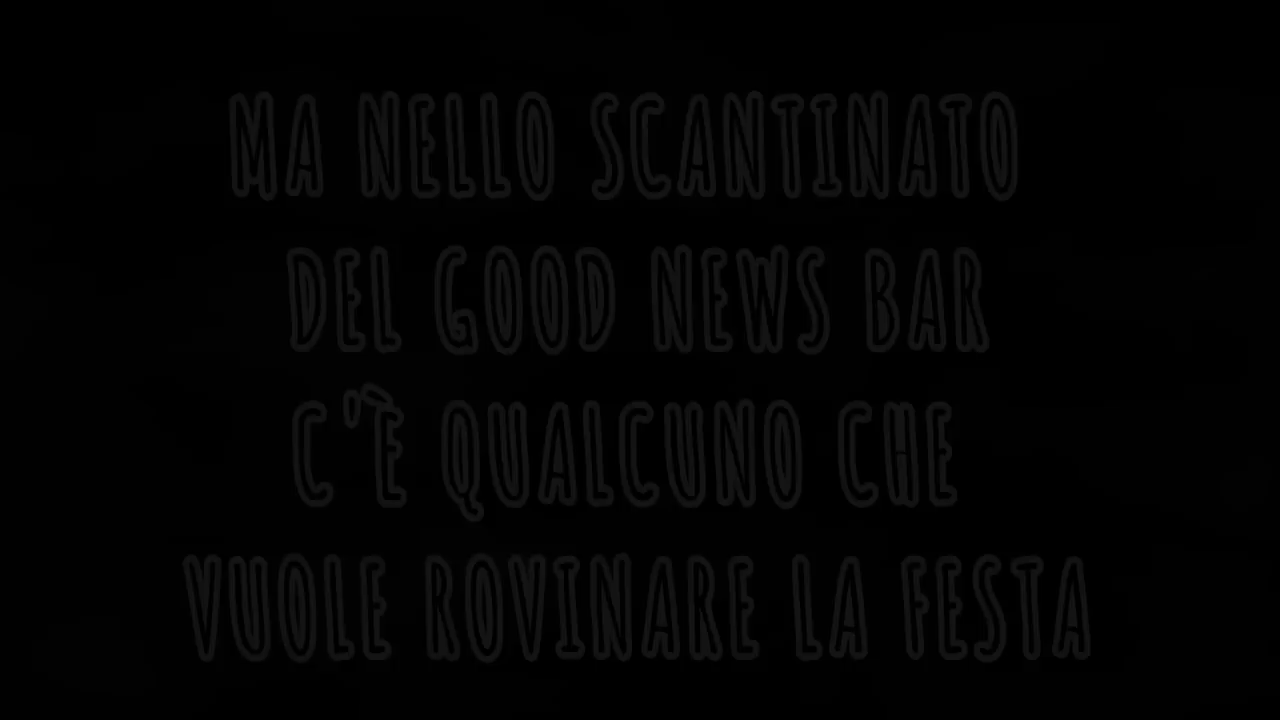 MA NELLO SCANTINATO
DEL GOOD NEWS BAR
C'È QUALCUNO CHE
VUOLE ROVINARE LA FESTA